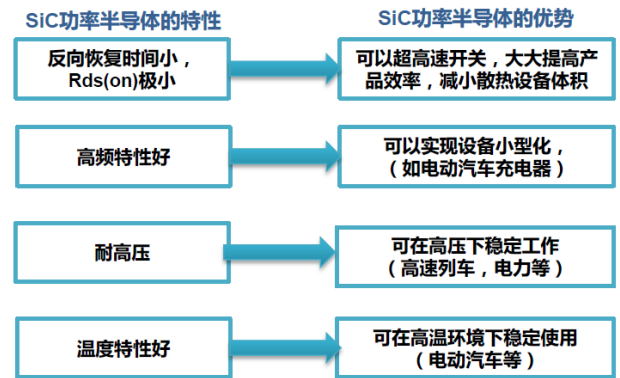 SiC功率半导体的特性
SiC功率半导体的优势
反向恢复时间小，
Rds(on)极小
可以超高速开关，大大提高产
品效率，减小散热设备体积
高频特性好
可以实现设备小型化，
（如电动汽车充电器）
耐高压
可在高压下稳定工作
（高速列车，电力等）
温度特性好
可在高温环境下稳定使用
（电动汽车等）